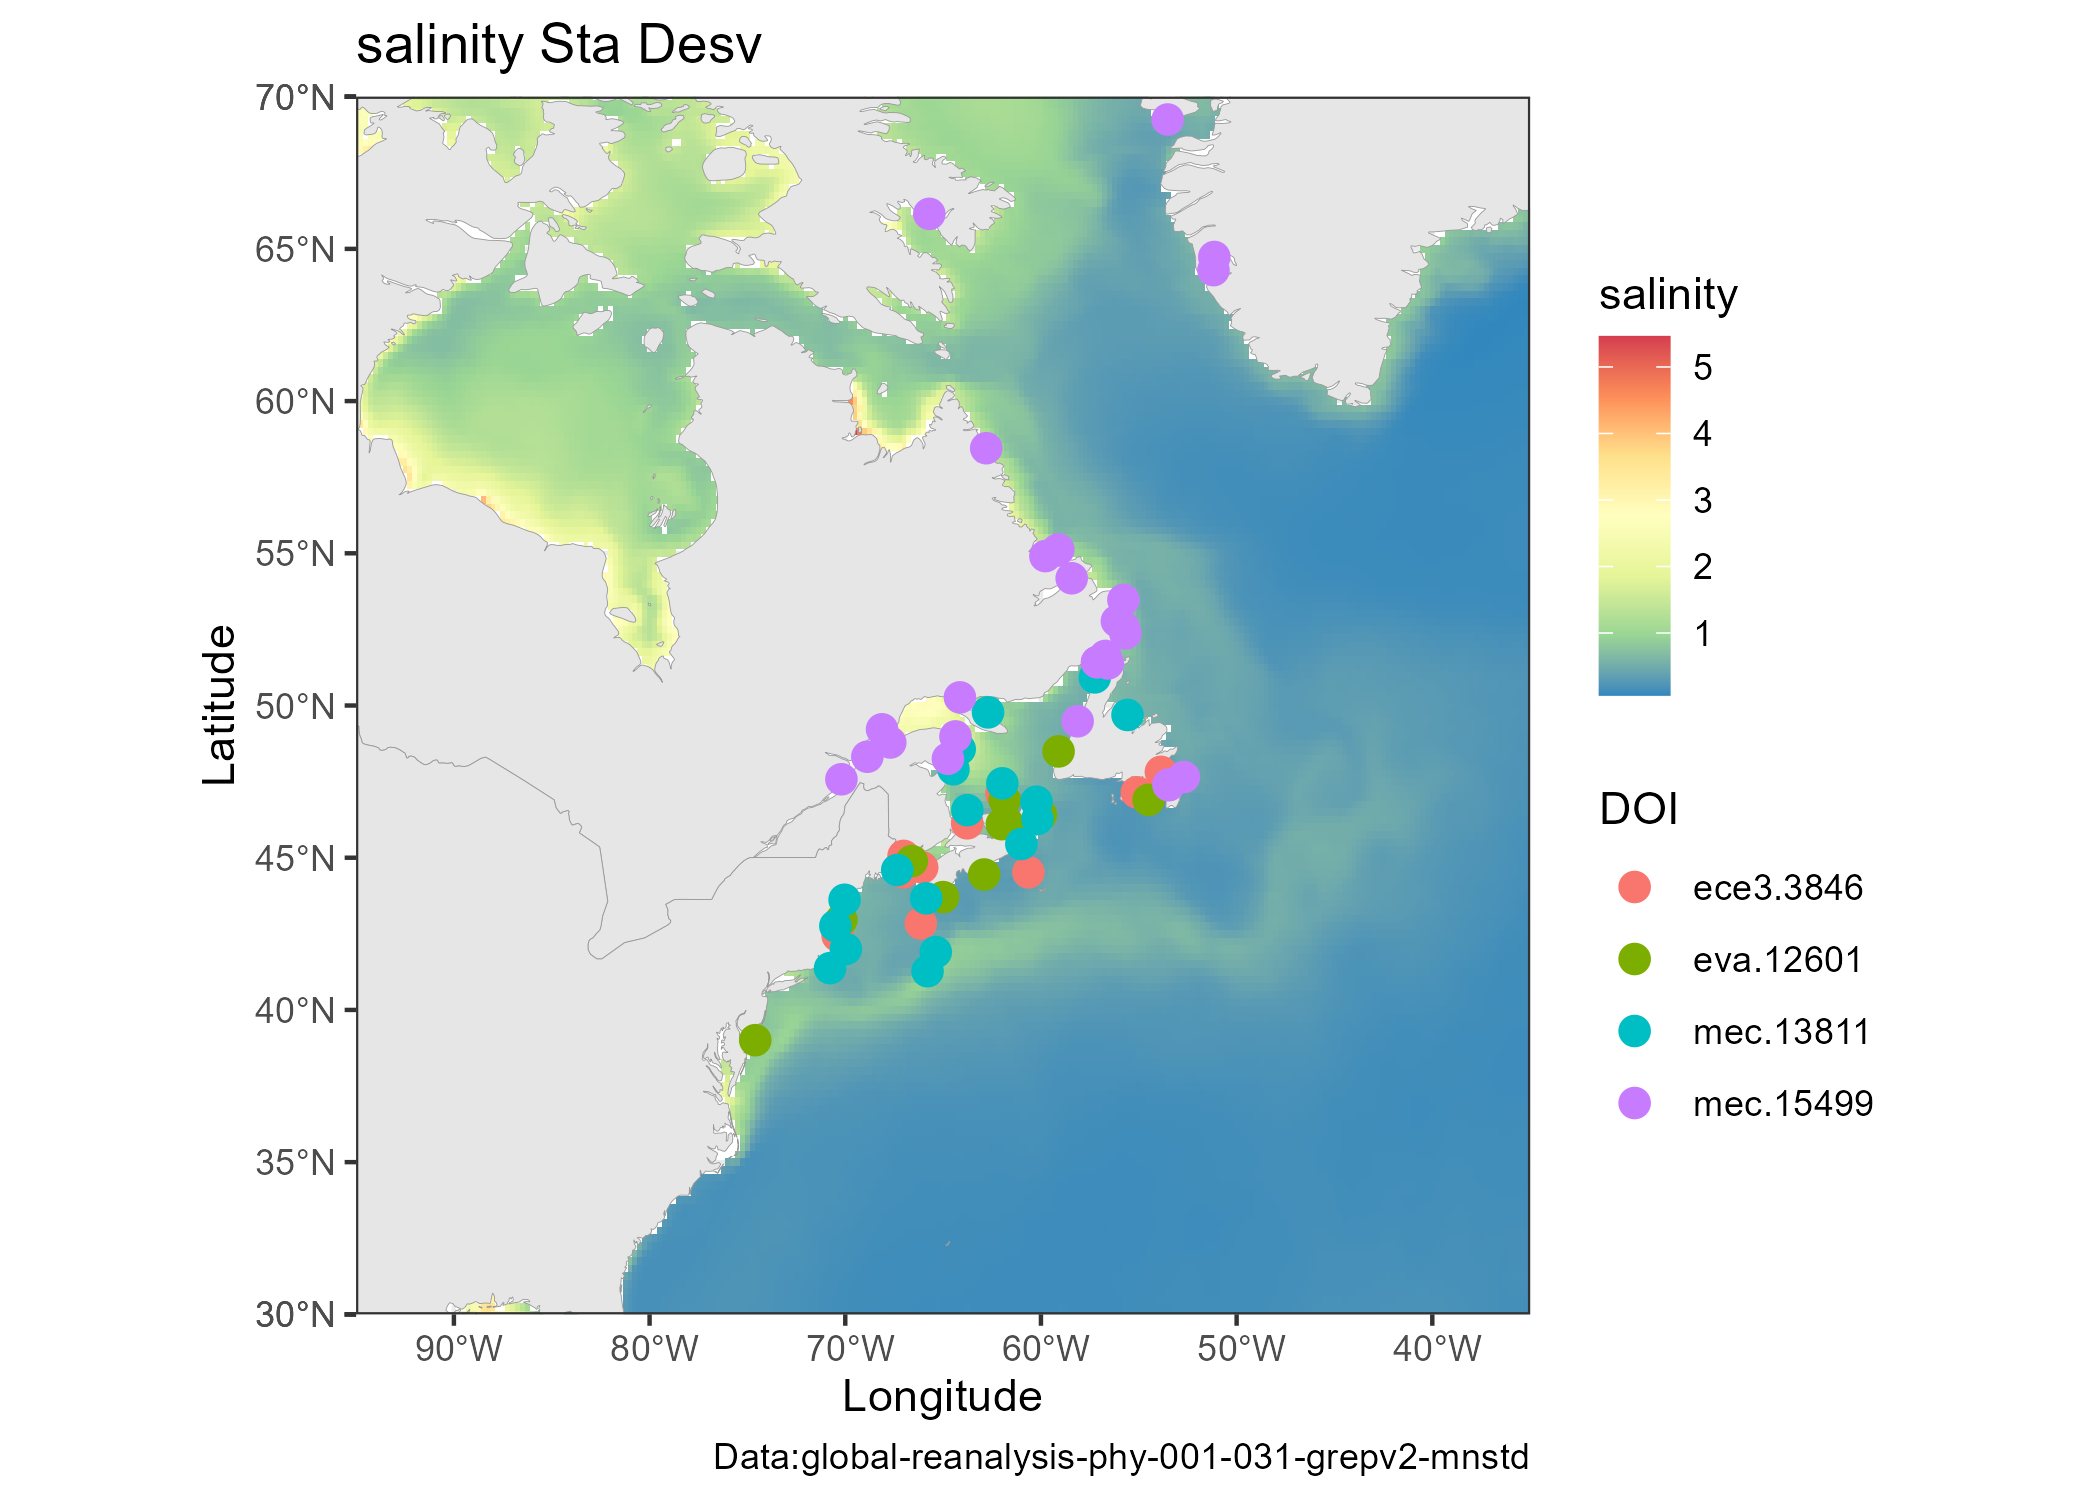 salinity Sta Desv
70°N
65°N
60°N
55°N
50°N
45°N
40°N
35°N
30°N
Latitude
90°W
80°W
70°W
60°W
50°W
40°W
Longitude
Data:global-reanalysis-phy-001-031-grepv2-mnstd
salinity
5
4
3
2
1
DOI
ece3.3846
eva.12601
mec.13811
mec.15499